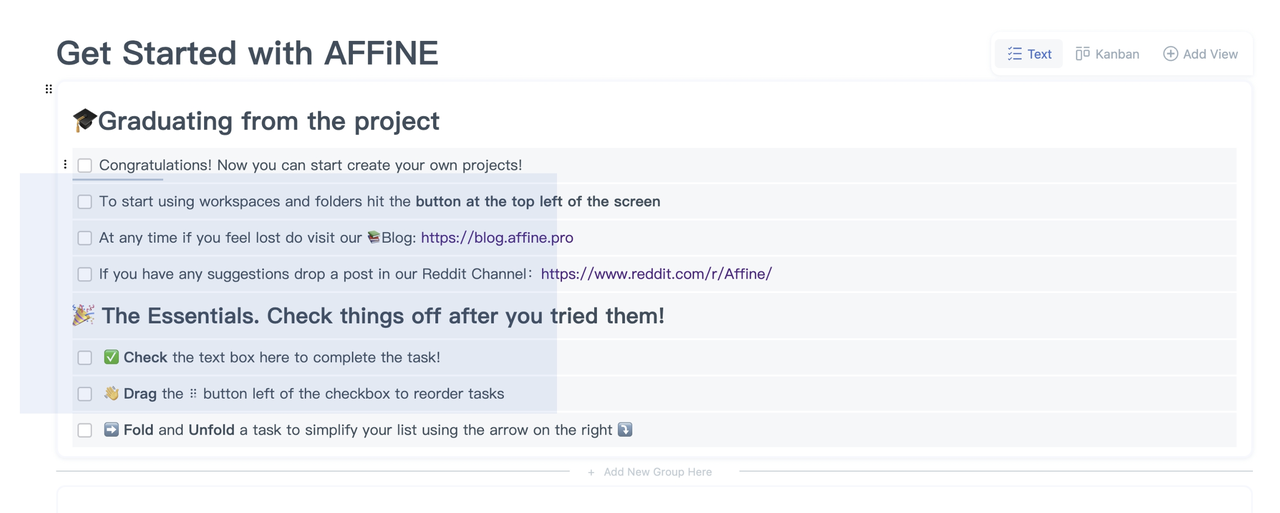 Get Started with AFFiNE
Text
Kanban
Add View
🎓Graduating from the project
Congratulations! Now you can start create your own projects!
To start using workspaces and folders hit the button at the top left of the screen
At any time if you feel lost do visit our 📚Blog: https://blog.affine.pro
If you have any suggestions drop a post in our Reddit Channel：https://www.reddit.com/r/Affine/
🎉 The Essentials. Check things off after you tried them!
✅ Check the text box here to complete the task!
👋 Drag the ⠿ button left of the checkbox to reorder tasks
➡️ Fold and Unfold a task to simplify your list using the arrow on the right ⤵️
+ Add New Group Here